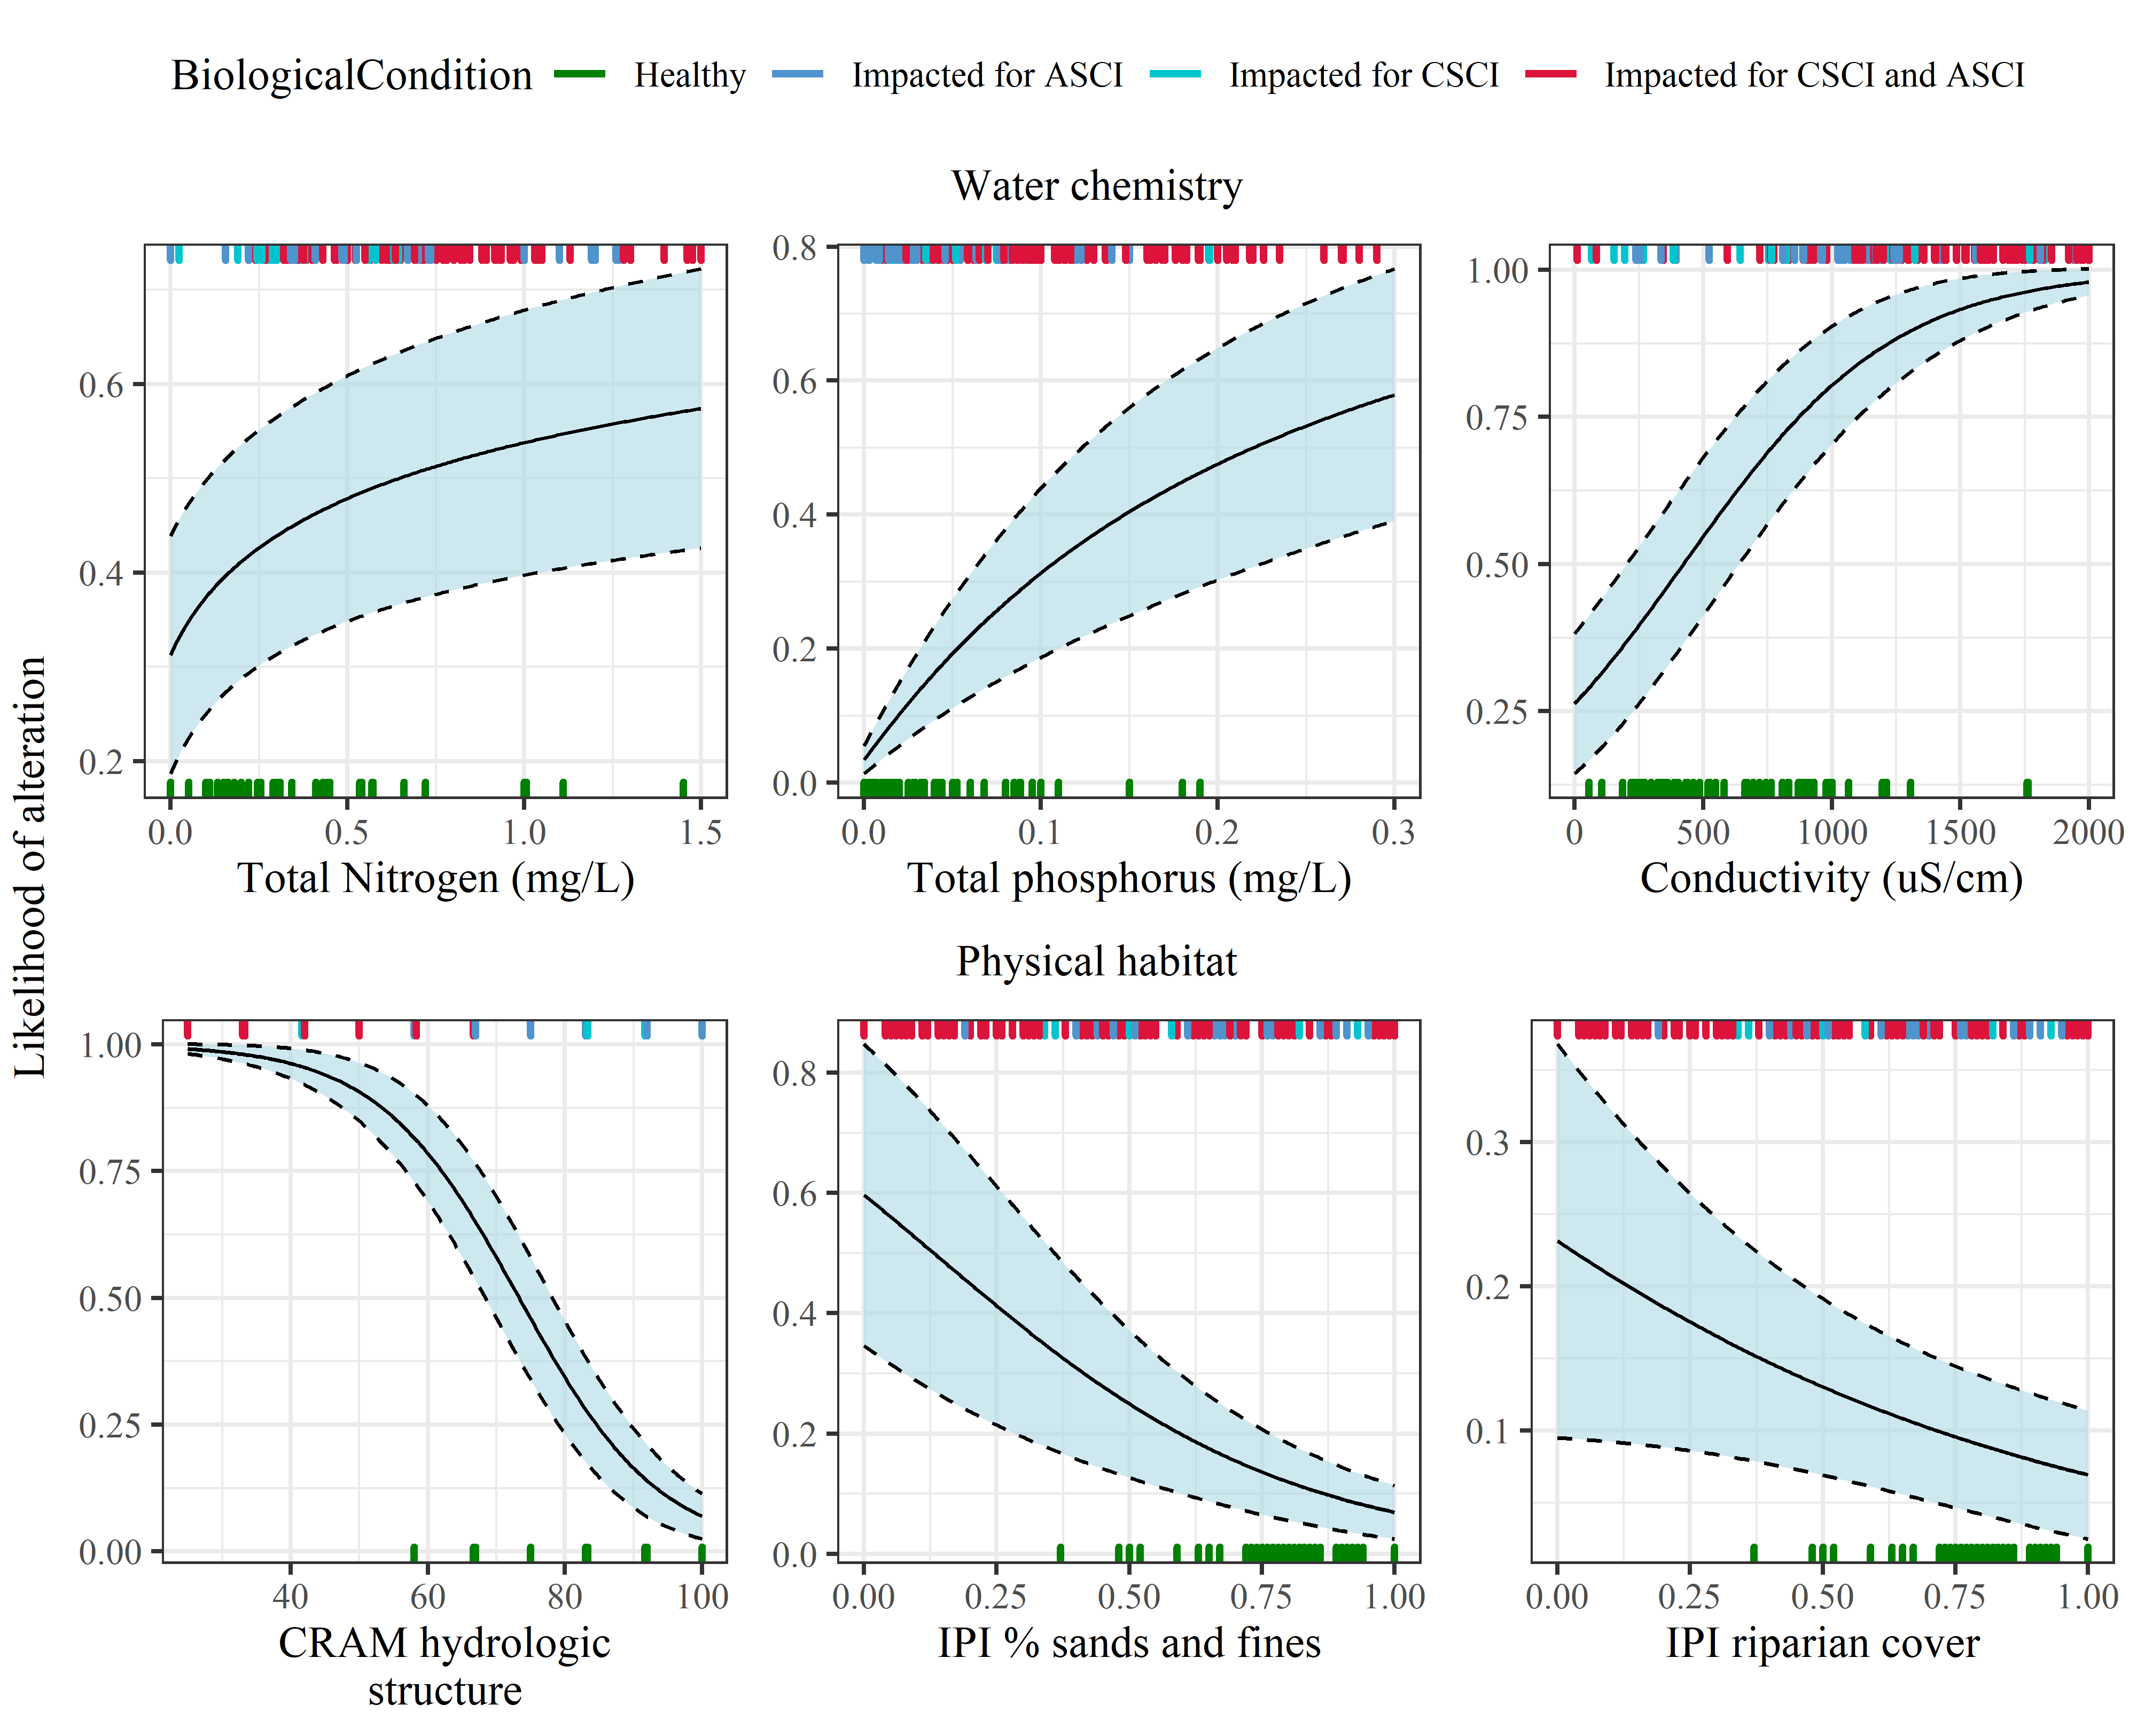 BiologicalCondition Healthy Impacted for ASCI Impacted for CSCI Impacted for CSCI and ASCI
Likelihood of alteration
Water chemistry
0.6
0.4
0.2
0.0 0.5 1.0 1.5
Total Nitrogen (mg/L)
0.8
0.6
0.4
0.2
0.0
0.0 0.1 0.2 0.3
Total phosphorus (mg/L)
1.00
0.75
0.50
0.25
0 500 1000 1500 2000
Conductivity (uS/cm)
Physical habitat
1.00
0.75
0.50
0.25
0.00
40 60 80 100
CRAM hydrologic
structure
0.8
0.6
0.4
0.2
0.0
0.00 0.25 0.50 0.75 1.00
IPI % sands and fines
0.3
0.2
0.1
0.00 0.25 0.50 0.75 1.00
IPI riparian cover